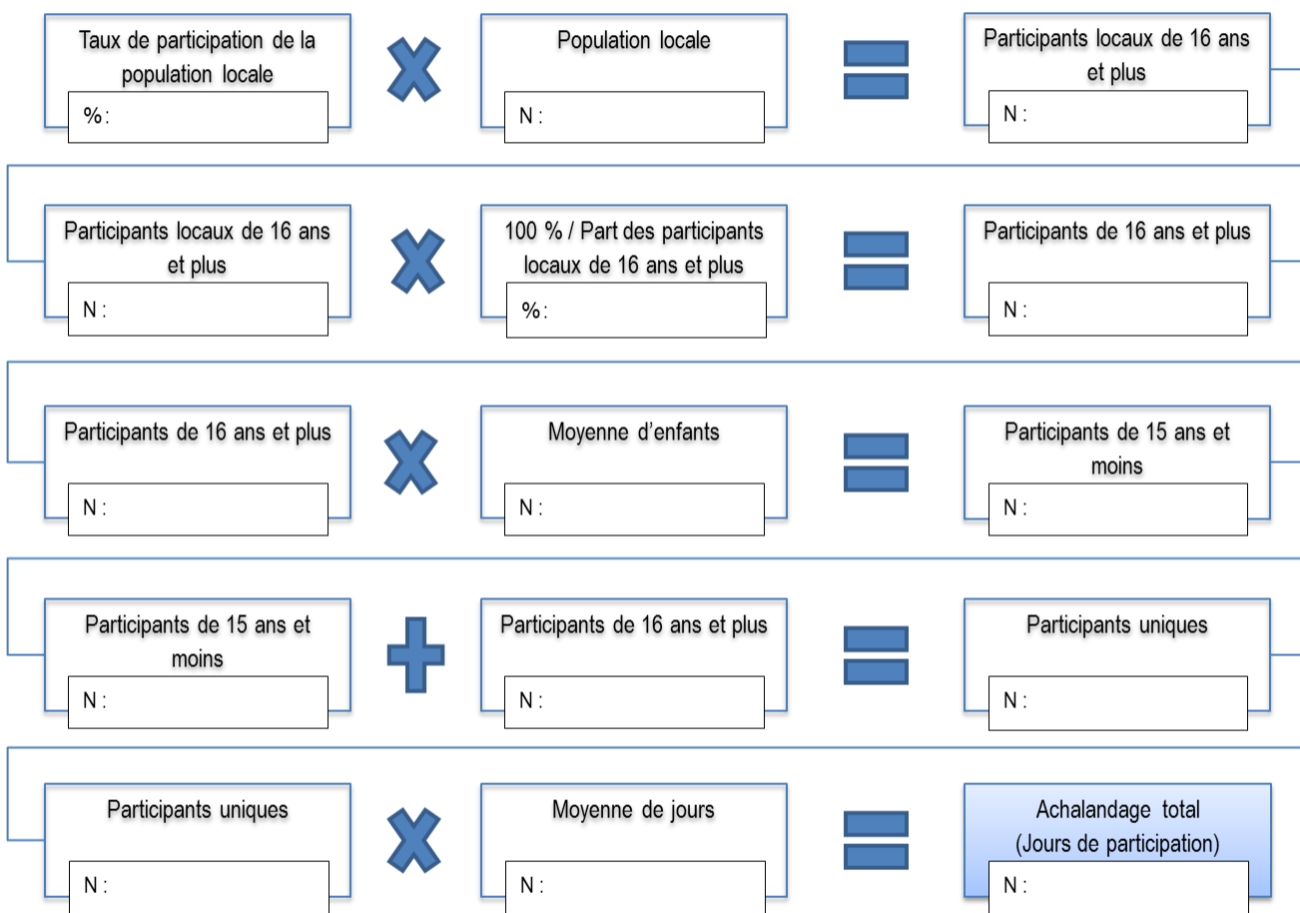 Taux de participation de la
population locale
%:
Population locale
N :
Participants locaux de 16 ans
et plus
N :
Participants locaux de 16 ans
et plus
N :
100 % / Part des participants
locaux de 16 ans et plus
%:
Participants de 16 ans et plus
N :
Participants de 16 ans et plus
N :
Moyenne d'enfants
N :
Participants de 15 ans et
moins
N :
Participants de 15 ans et
moins
N :
Participants de 16 ans et plus
N :
Participants uniques
N :
Participants uniques
N :
Moyenne de jours
N :
Achalandage total
(Jours de participation)
N :